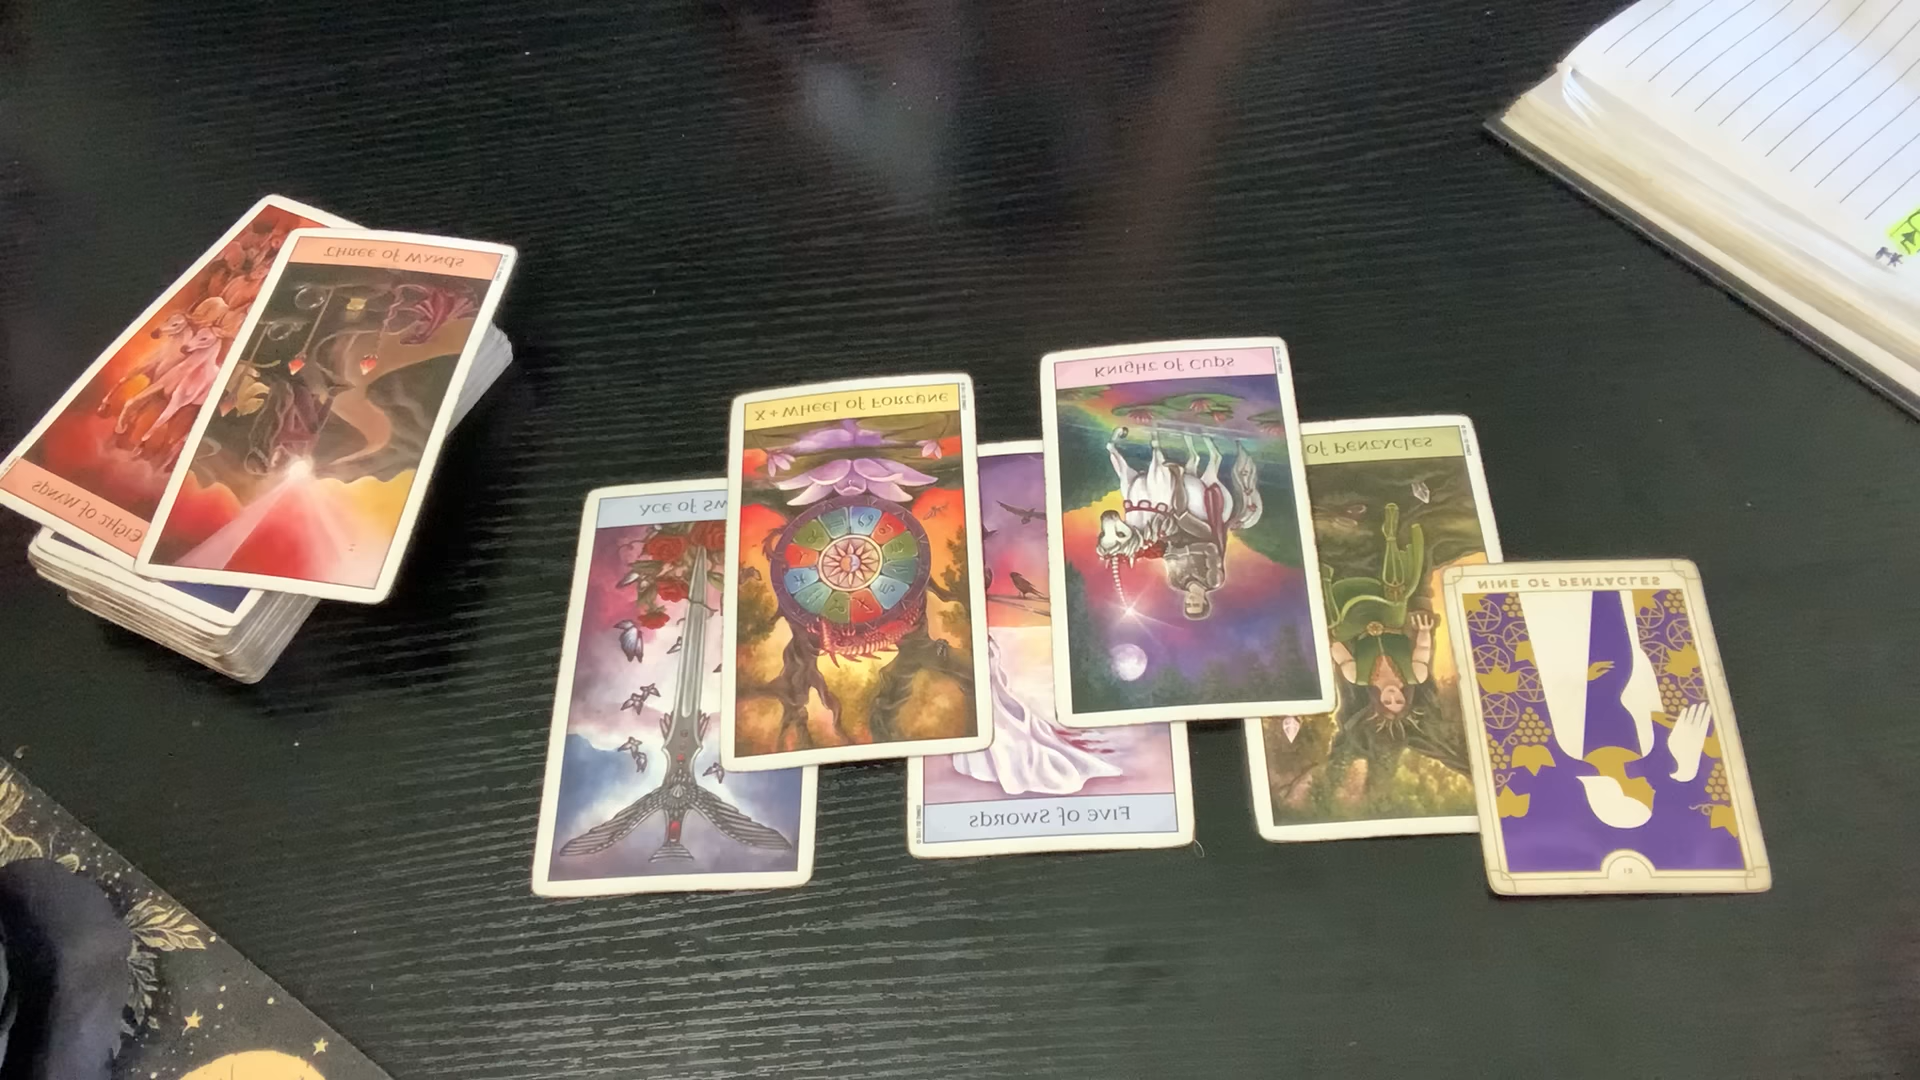 THREE OF WANDS
EIGHT OF WANDS
X + WHEEL OF FORTUNE
KNIGHT OF CUPS
OF PENTACLES
ACE OF SW
NINE OF PENTACLES
FIVE OF SWORDS